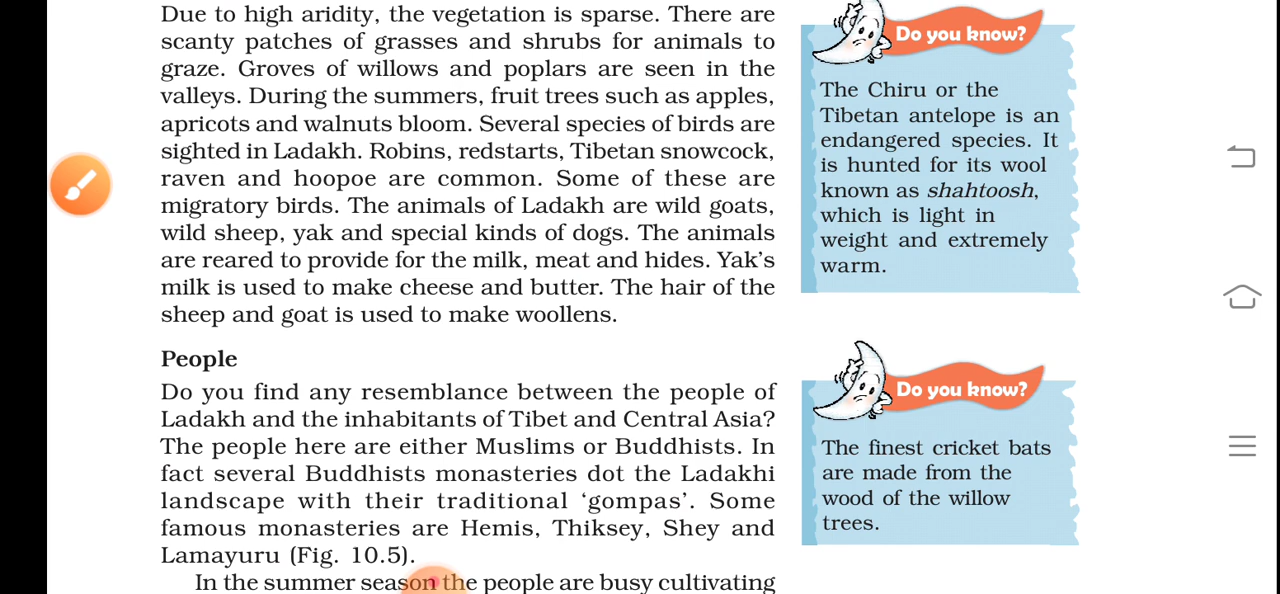 Due to high aridity, the vegetation is sparse. There are
scanty patches of grasses and shrubs for animals to
graze. Groves of willows and poplars are seen in the
valleys. During the summers, fruit trees such as apples,
apricots and walnuts bloom. Several species of birds are
sighted in Ladakh. Robins, redstarts, Tibetan snowcock,
raven and hoopoe are common. Some of these are
migratory birds. The animals of Ladakh are wild goats,
wild sheep, yak and special kinds of dogs. The animals
are reared to provide for the milk, meat and hides. Yak's
milk is used to make cheese and butter. The hair of the
sheep and goat is used to make woollens.
People
Do you find any resemblance between the people of
Ladakh and the inhabitants of Tibet and Central Asia?
The people here are either Muslims or Buddhists. In
fact several Buddhists monasteries dot the Ladakhi
landscape with their traditional ‘gompas’. Some
famous monasteries are Hemis, Thiksey, Shey and
Lamayuru (Fig. 10.5).
In the summer season the people are busy cultivating
Do you know?
The Chiru or the
Tibetan antelope is an
endangered species. It
is hunted for its wool
known as shahtoosh,
which is light in
weight and extremely
warm.
Do you know?
The finest cricket bats
are made from the
wood of the willow
trees.